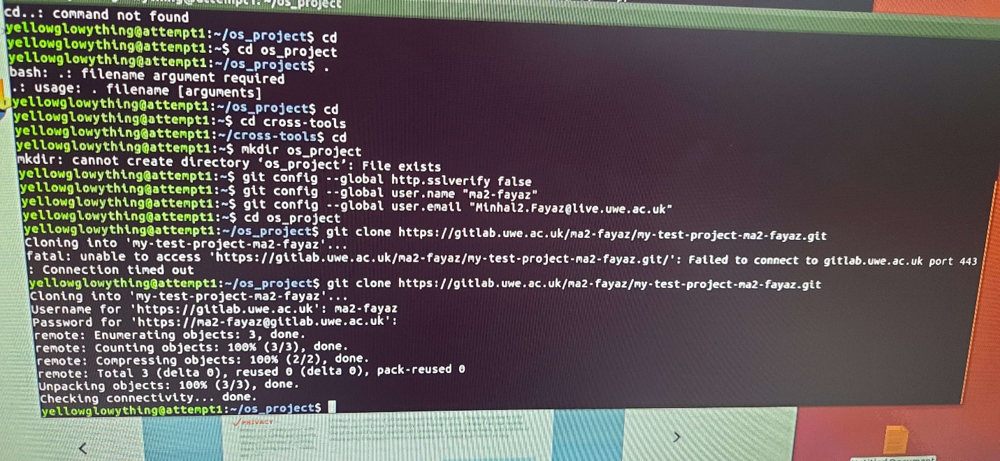 cd..: command not found
yellowglowything@attempt1:~/os_project$ cd
yellowglowything@attempt1:~$ cd os_project
yellowglowything@attempt1:~/os_project$ .
bash: .: filename argument required
.: usage: . filename [arguments]
yellowglowything@attempt1:~/os_project$ cd
yellowglowything@attempt1:~$ cd cross-tools
yellowglowything@attempt1:~/cross-tools$ cd
yellowglowything@attempt1:~$ mkdir os_project
mkdir: cannot create directory ‘os_project’: File exists
yellowglowything@attempt1:~$ git config --global http.sslverify false
yellowglowything@attempt1:~$ git config --global user.name "ma2-fayaz"
yellowglowything@attempt1:~$ git config --global user.email "Minhal2.Fayaz@live.uwe.ac.uk"
yellowglowything@attempt1:~$ cd os_project
yellowglowything@attempt1:~/os_project$ git clone https://gitlab.uwe.ac.uk/ma2-fayaz/my-test-project-ma2-fayaz.git
Cloning into 'my-test-project-ma2-fayaz'...
fatal: unable to access 'https://gitlab.uwe.ac.uk/ma2-fayaz/my-test-project-ma2-fayaz.git/': Failed to connect to gitlab.uwe.ac.uk port 443
: Connection timed out
yellowglowything@attempt1:~/os_project$ git clone https://gitlab.uwe.ac.uk/ma2-fayaz/my-test-project-ma2-fayaz.git
Cloning into 'my-test-project-ma2-fayaz'...
Username for 'https://gitlab.uwe.ac.uk': ma2-fayaz
Password for 'https://ma2-fayaz@gitlab.uwe.ac.uk':
remote: Enumerating objects: 3, done.
remote: Counting objects: 100% (3/3), done.
remote: Compressing objects: 100% (2/2), done.
remote: Total 3 (delta 0), reused 0 (delta 0), pack-reused 0
Unpacking objects: 100% (3/3), done.
Checking connectivity... done.
yellowglowything@attempt1:~/os_project$
PRIVACY